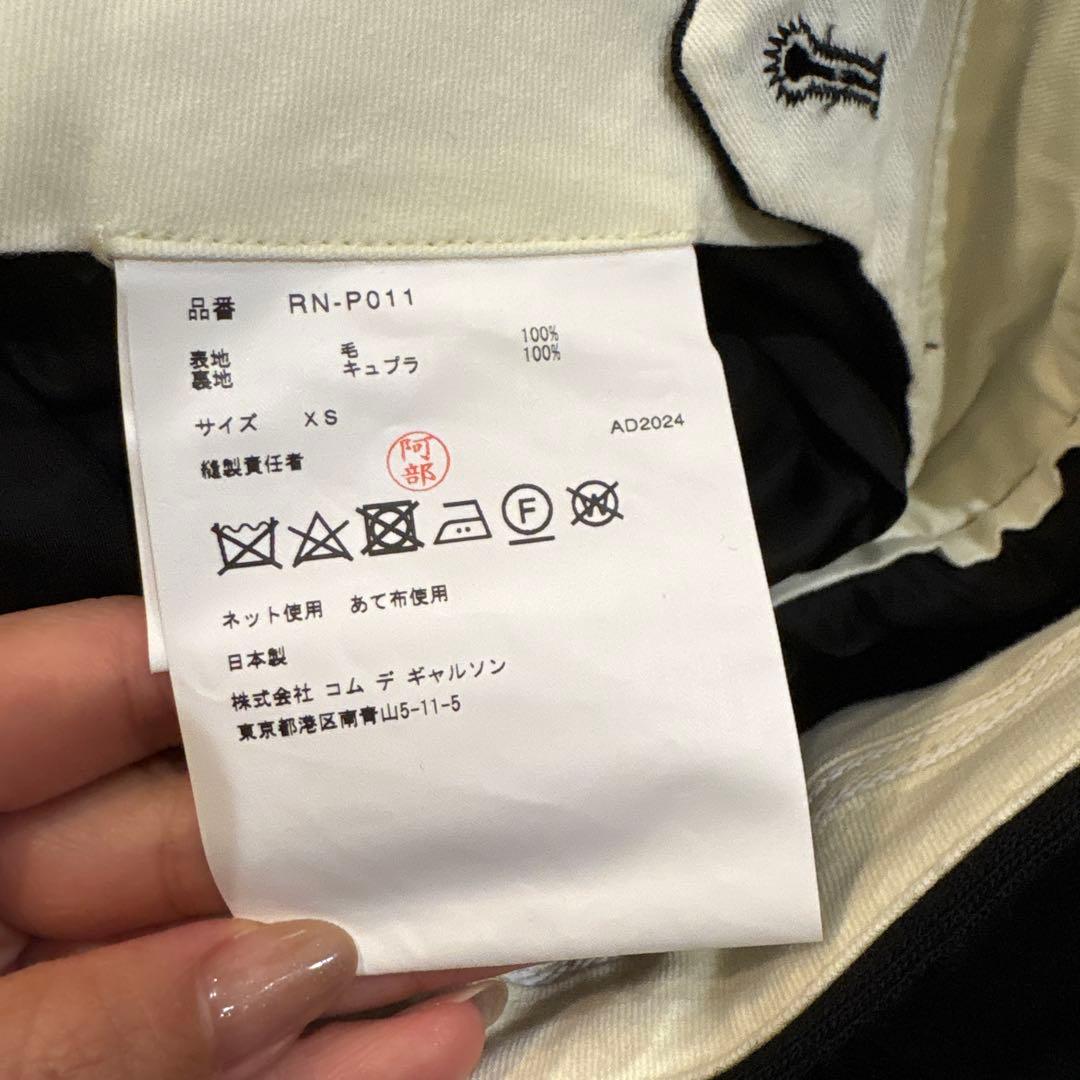 品番 RN-P011
表地 毛 100%
裏地 キュプラ 100%
サイズ XS AD2024
縫製責任者 阿部
F W
ネット使用 あて布使用
日本製
株式会社 コム デ ギャルソン
東京都港区南青山5-11-5